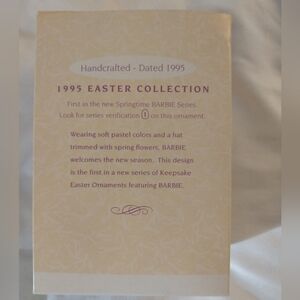 Handcrafted - Dated 1995
1995 EASTER COLLECTION
First in the new Springtime BARBIE Series.
Look for series verification 1 on this ornament.
Wearing soft pastel colors and a hat
trimmed with spring flowers, BARBIE
welcomes the new season. This design
is the first in a new series of Keepsake
Easter Ornaments featuring BARBIE.